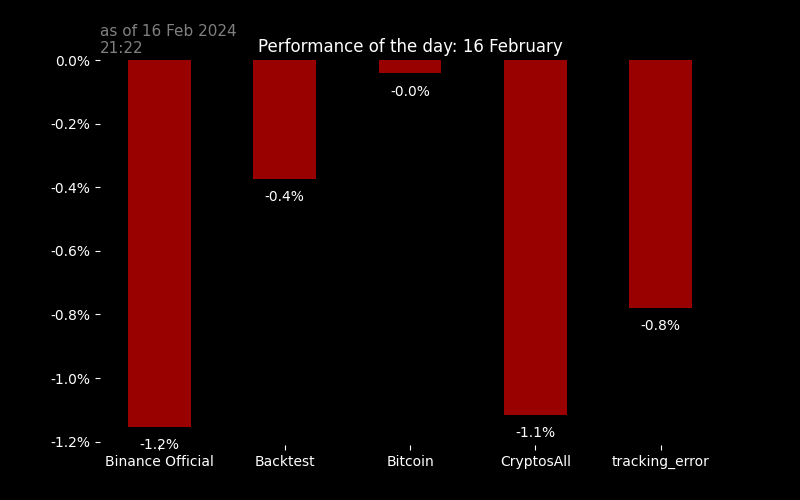 as of 16 Feb 2024
21:22
Performance of the day: 16 February
0.0%
-0.2%
-0.4%
-0.6%
-0.8%
-1.0%
-1.2%
-1.2%
-0.4%
-0.0%
-1.1%
-0.8%
Binance Official
Backtest
Bitcoin
CryptosAll
tracking_error